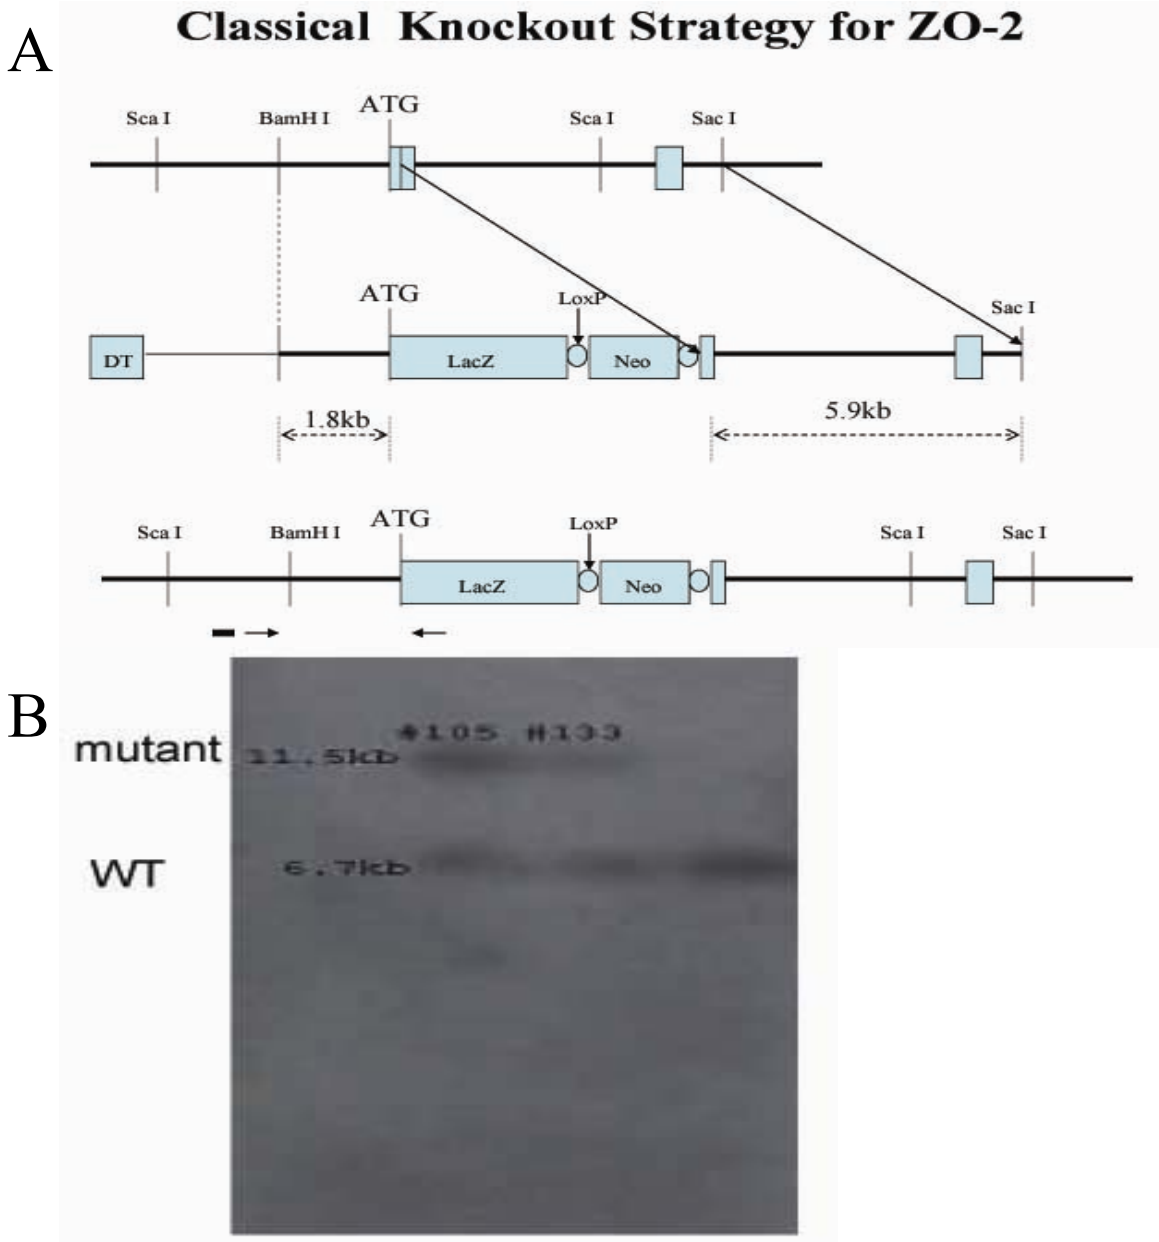 Classical Knockout Strategy for ZO-2
A
Sca I BamH I ATG Sca I Sac I
ATG LoxP Sac I
DT LacZ Neo
1.8kb 5.9kb
Sca I BamH I ATG LoxP Sca I Sac I
LacZ Neo
B
#105 #133
mutant 11.5kb
WT 6.7kb